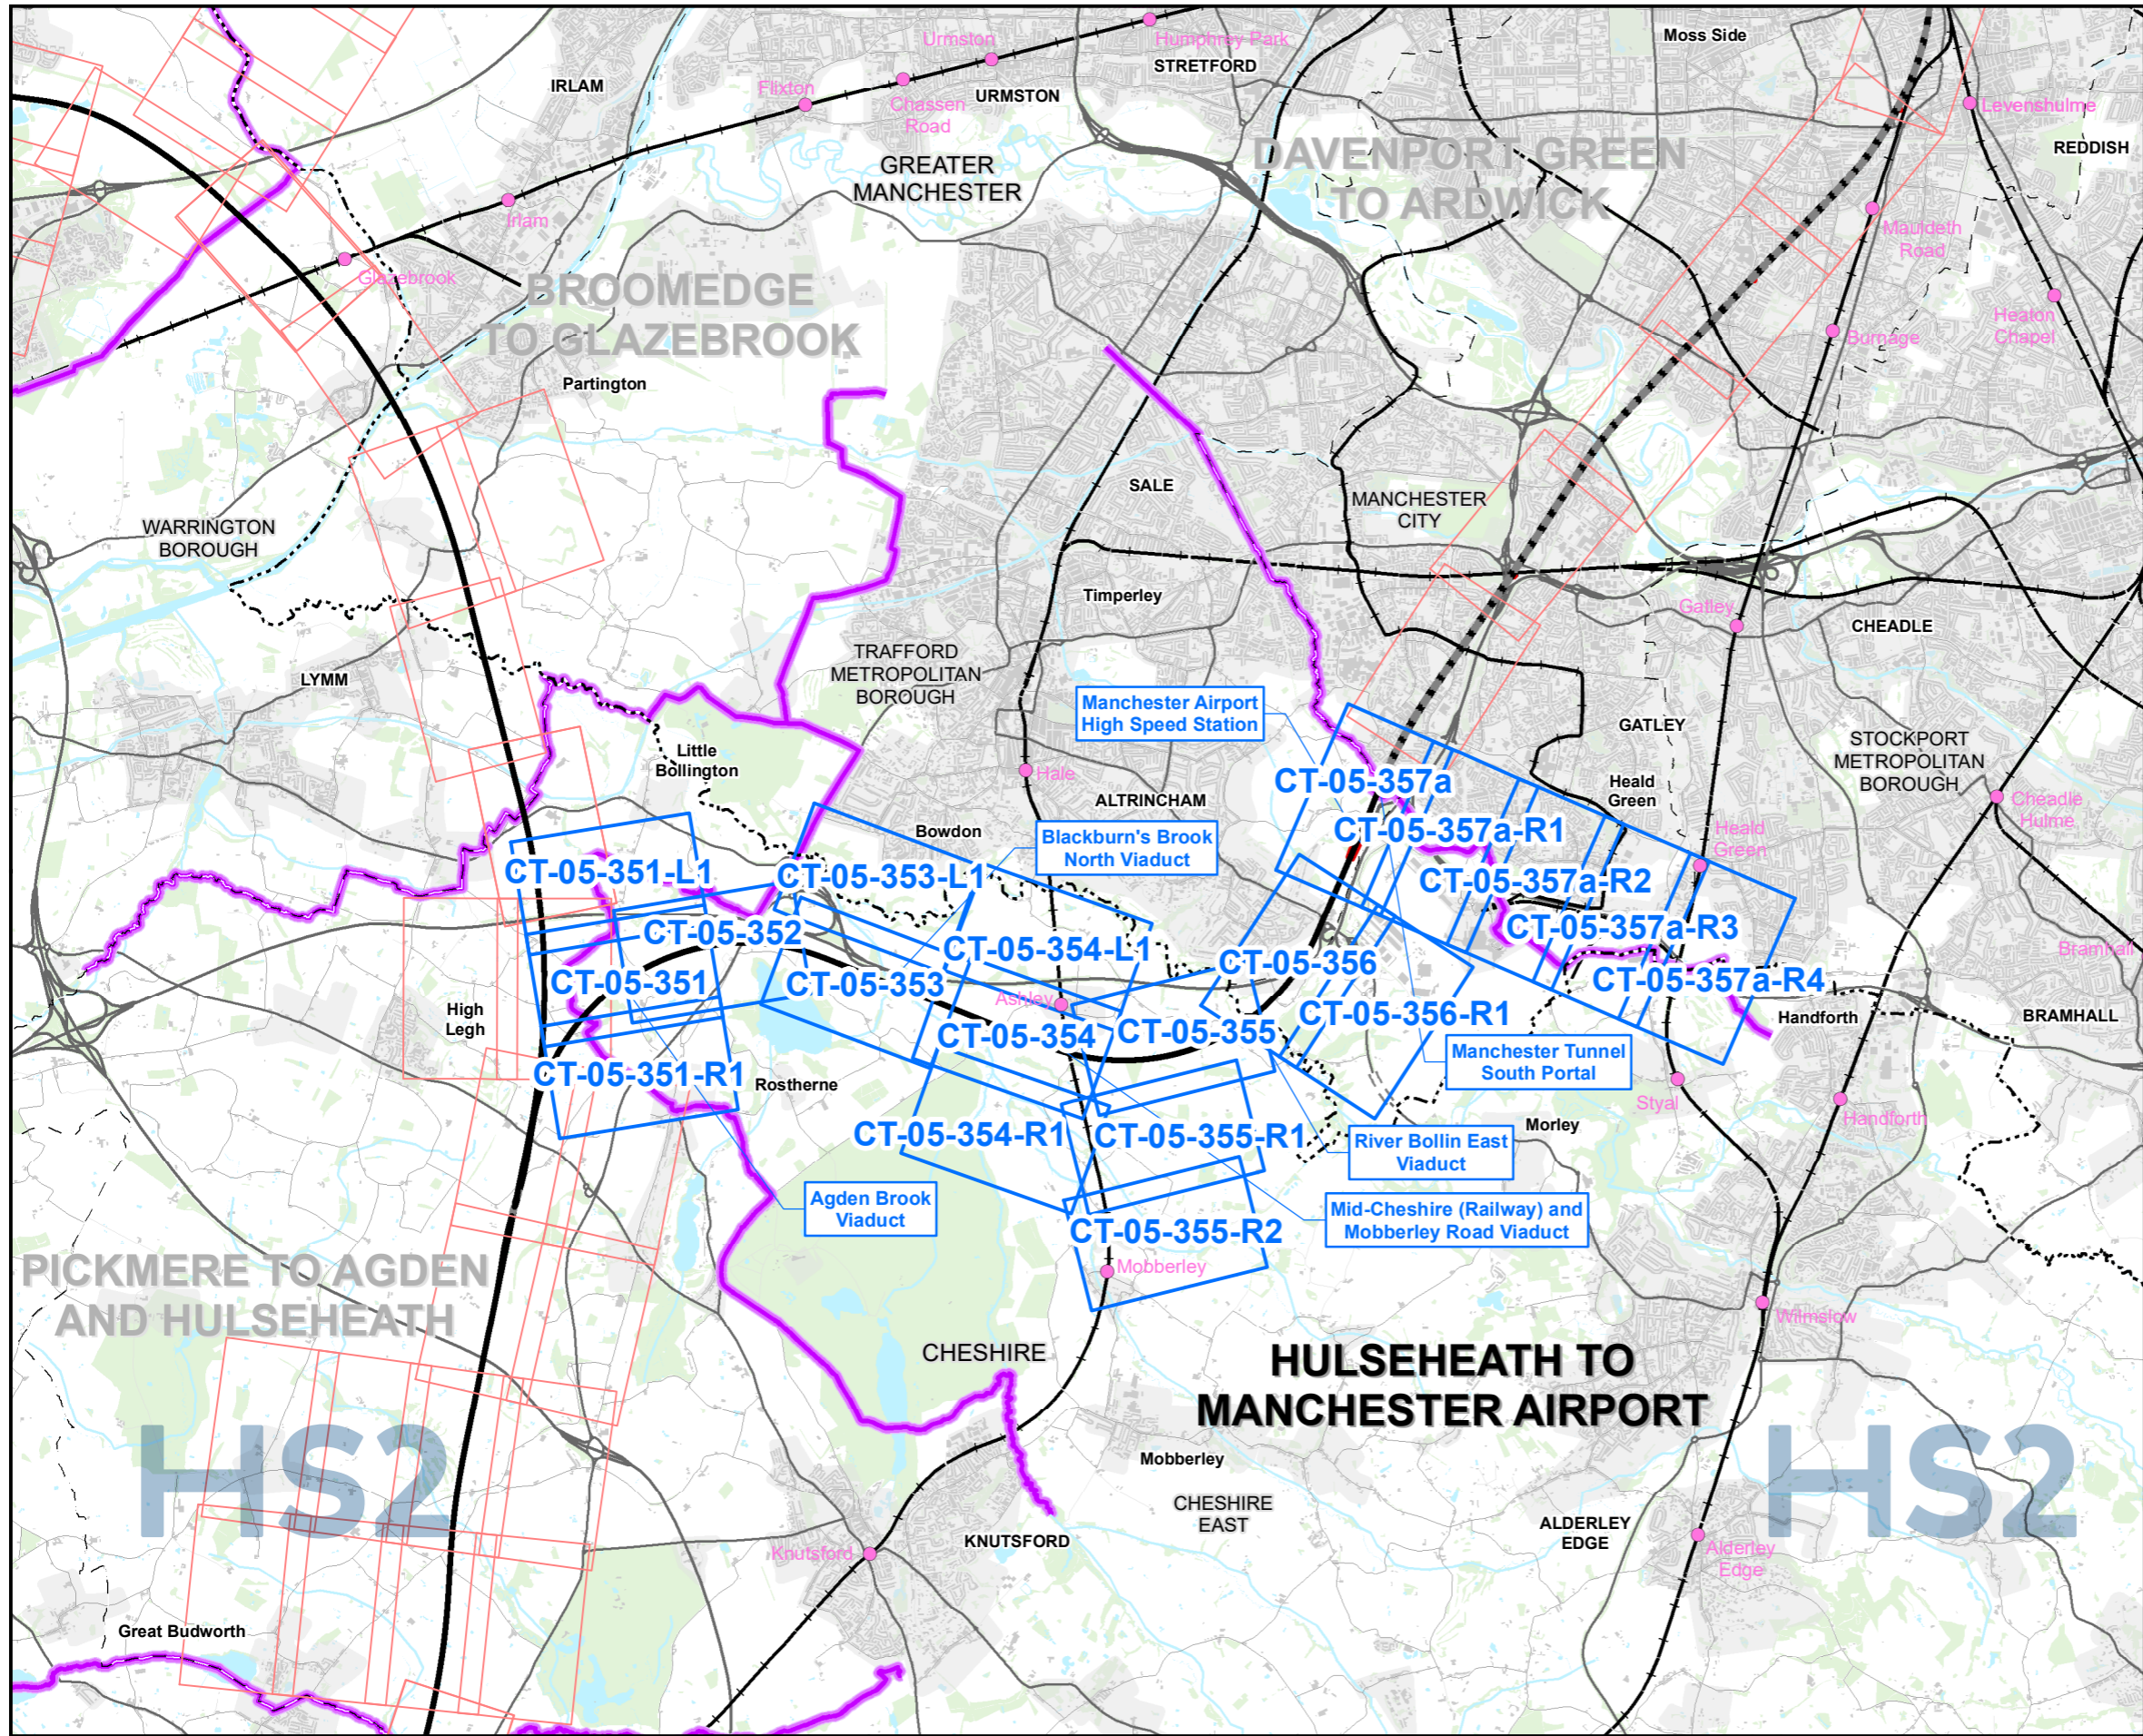 Moss Side
Humphrey Park
Urmston
STRETFORD
IRLAM
Flixton
URMSTON
Chassen
Road
Levenshulme
REDDISH
GREATER
MANCHESTER
DAVENPORT GREEN
TO ARDWICK
Irlam
Mauldeth
Road
Glazebrook
BROOMEDGE
TO GLAZEBROOK
Heaton
Chapel
Burnage
Partington
SALE
MANCHESTER
CITY
WARRINGTON
BOROUGH
Timperley
Gatley
CHEADLE
TRAFFORD
METROPOLITAN
BOROUGH
LYMM
Manchester Airport
High Speed Station
GATLEY
STOCKPORT
METROPOLITAN
BOROUGH
Little
Bollington
Hale
CT-05-357a
Heald
Green
ALTRINCHAM
Cheadle
Hulme
Bowdon
Blackburn's Brook
North Viaduct
CT-05-357a-R1
Heald
Green
CT-05-351-L1
CT-05-353-L1
CT-05-357a-R2
CT-05-352
CT-05-357a-R3
CT-05-354-L1
Bramhall
CT-05-356
CT-05-351
CT-05-353
CT-05-357a-R4
Ashley
High
Legh
CT-05-356-R1
Handforth
BRAMHALL
CT-05-354
CT-05-355
Manchester Tunnel
South Portal
CT-05-351-R1
Rostherne
Styal
Handforth
CT-05-354-R1
CT-05-355-R1
Morley
River Bollin East
Viaduct
Agden Brook
Viaduct
Mid-Cheshire (Railway) and
Mobberley Road Viaduct
CT-05-355-R2
Mobberley
PICKMERE TO AGDEN
AND HULSEHEATH
Wilmslow
CHESHIRE
HULSEHEATH TO
MANCHESTER AIRPORT
HS2
HS2
Mobberley
CHESHIRE
EAST
KNUTSFORD
ALDERLEY
EDGE
Knutsford
Alderley
Edge
Great Budworth